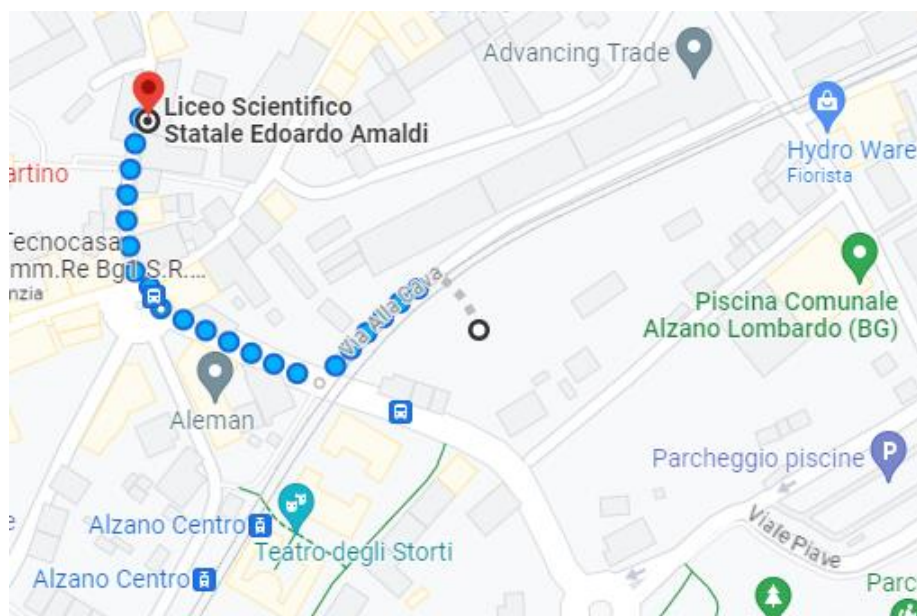 Advancing Trade
Liceo Scientifico
Statale Edoardo Amaldi
Hydro Ware
Fiorista
artino
Tecnocasa
mm.Re Bg1 S.R....
nzia
Via Alla Cava
Piscina Comunale
Alzano Lombardo (BG)
Aleman
Parcheggio piscine
P
Viale Piave
Alzano Centro
Teatro degli Storti
Alzano Centro
Parc